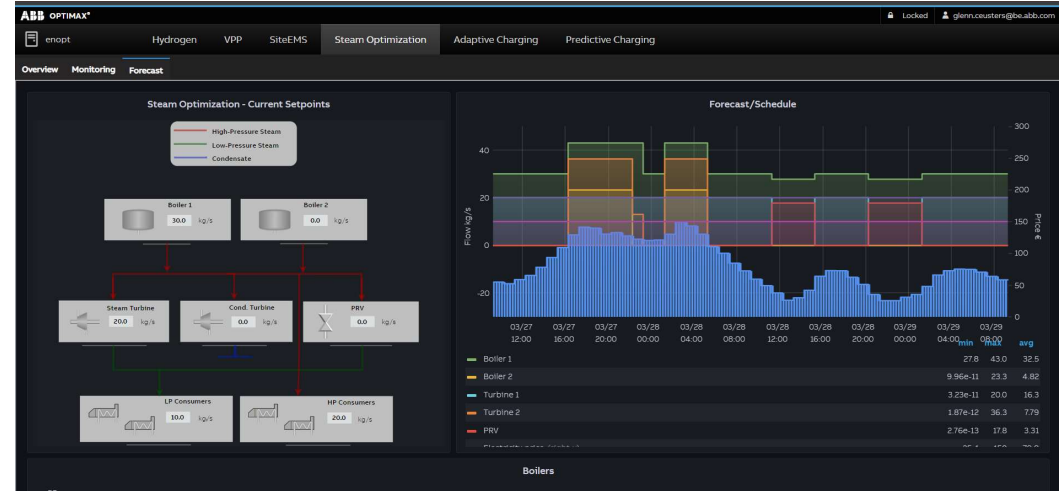 ABB OPTIMAX®
Locked glenn.ceusters@be.abb.com
enopt Hydrogen VPP SiteEMS Steam Optimization Adaptive Charging Predictive Charging
Overview Monitoring Forecast
Steam Optimization - Current Setpoints
High-Pressure Steam
Low-Pressure Steam
Condensate
Boiler 1
30.0 kg/s
Boiler 2
0.0 kg/s
Steam Turbine
20.0 kg/s
Cond. Turbine
0.0 kg/s
PRV
0.0 kg/s
LP Consumers
10.0 kg/s
HP Consumers
20.0 kg/s
Forecast/Schedule
Flow kg/s
40
20
0
-20
300
250
200
150
100
50
0
Price €
03/27 03/27 03/27 03/28 03/28 03/28 03/28 03/28 03/28 03/29 03/29 03/29
12:00 16:00 20:00 00:00 04:00 08:00 12:00 16:00 20:00 00:00 04:00 08:00
min max avg
Boiler 1 27.8 43.0 32.5
Boiler 2 9.96e-11 23.3 4.82
Turbine 1 3.23e-11 20.0 16.3
Turbine 2 1.87e-12 36.3 7.79
PRV 2.76e-13 17.8 3.31
Boilers